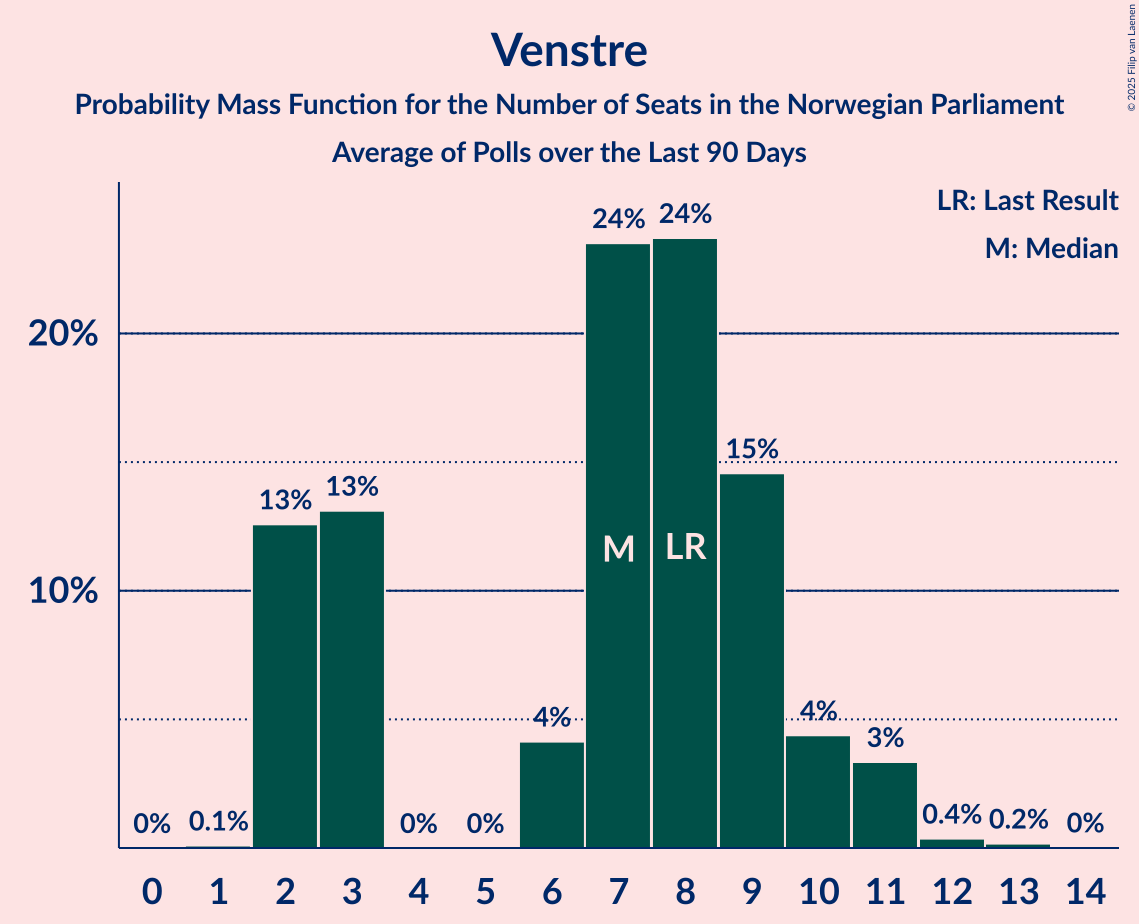 Venstre
Probability Mass Function for the Number of Seats in the Norwegian Parliament
Average of Polls over the Last 90 Days
© 2025 Filip van Laenen
LR: Last Result
M: Median
24% 24%
20%
15%
13% 13%
M LR
10%
4% 4% 3%
0% 0.1% 0% 0% 0.4% 0.2% 0%
0 1 2 3 4 5 6 7 8 9 10 11 12 13 14